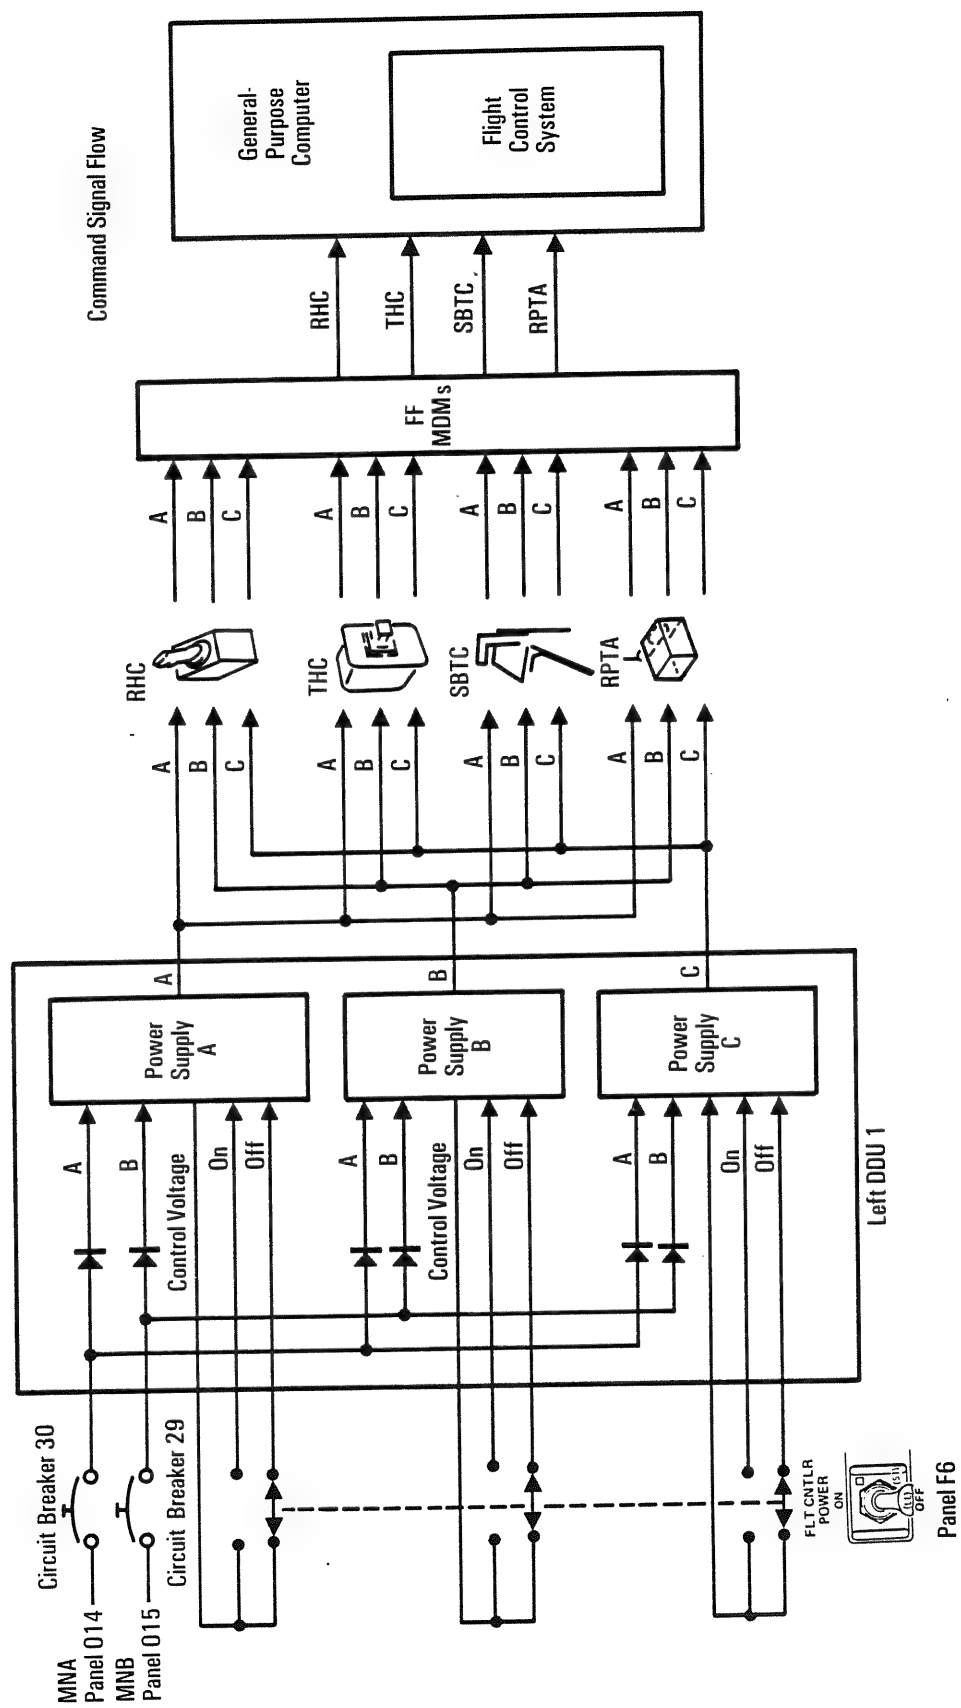 Command Signal Flow
MNA
Panel O14
Circuit Breaker 30
MNB
Panel O15
Circuit Breaker 29
A
B
Control Voltage
On
Off
Power
Supply
A
A
A
B
Control Voltage
On
Off
Power
Supply
B
B
A
B
On
Off
Power
Supply
C
C
Left DDU 1
FLT CNTLR
POWER
ON
OFF
Panel F6
A
B
C
RHC
A
B
C
A
B
C
THC
A
B
C
A
B
C
SBTC
A
B
C
A
B
C
RPTA
A
B
C
FF
MDMs
RHC
THC
SBTC
RPTA
General-
Purpose
Computer
Flight
Control
System